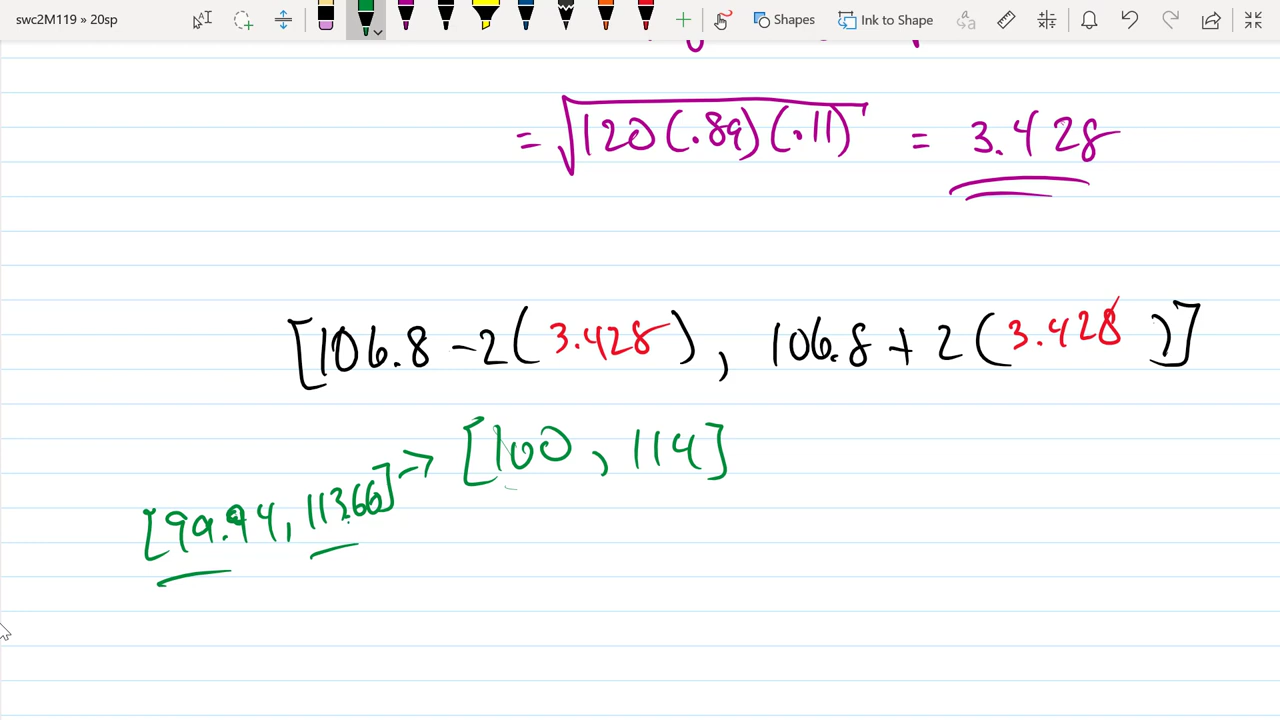 swc2M119 » 20sp
Shapes
Ink to Shape
= √120(.89)(.11) = 3.428
[106.8 - 2(3.428), 106.8 + 2(3.428)]
[99.94, 113.66] → [100, 114]